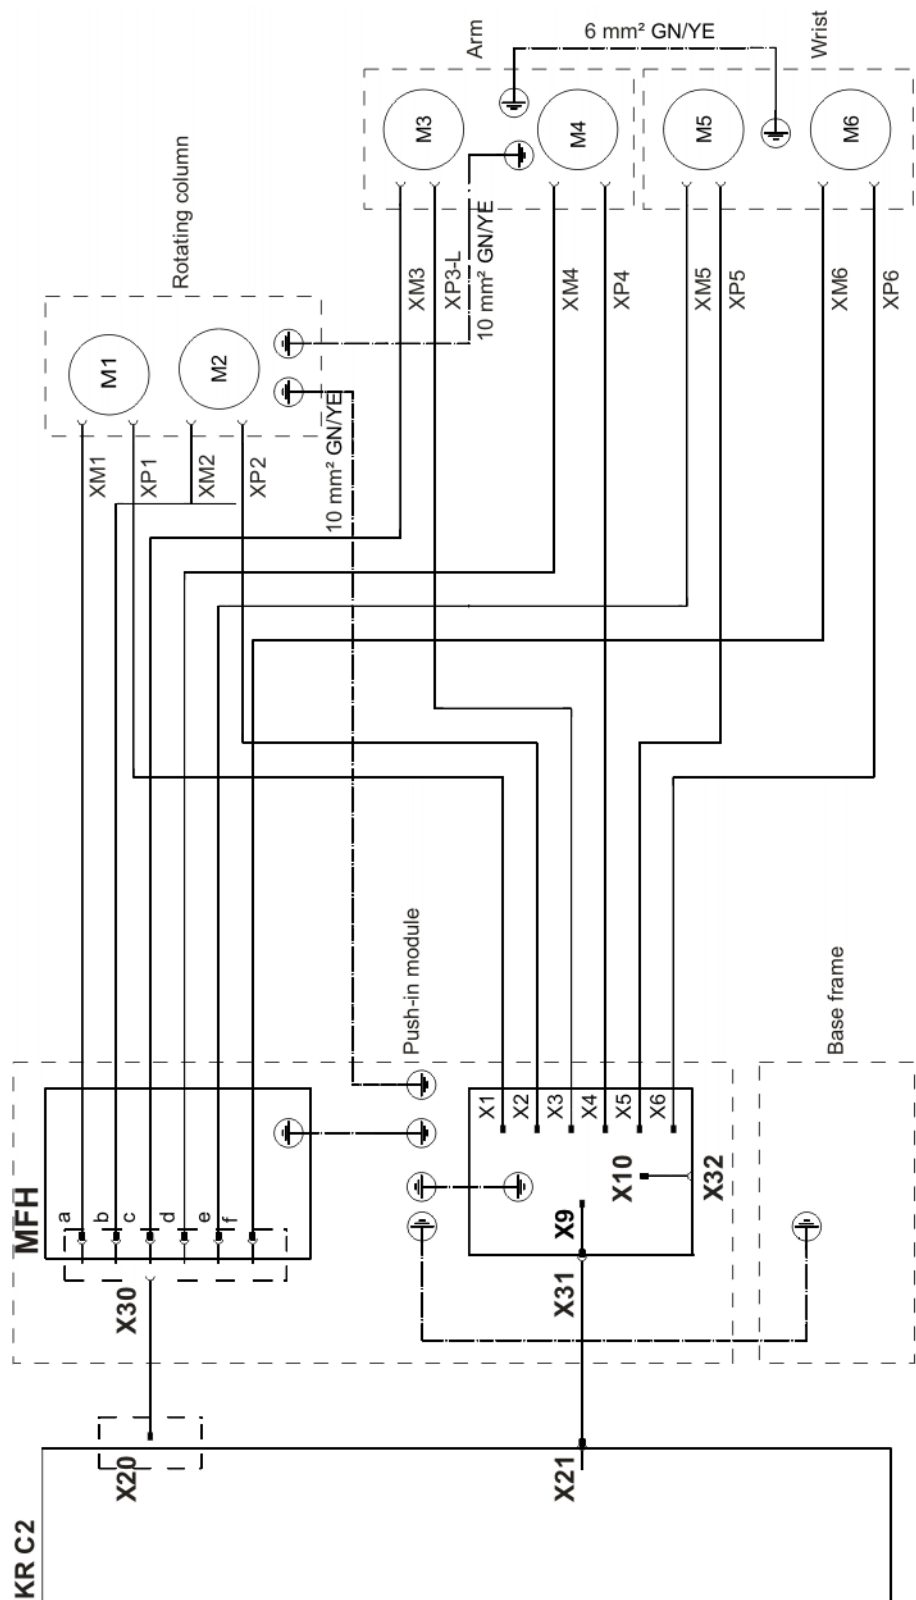 6 mm² GN/YE
Arm
Wrist
M3
M4
M5
M6
Rotating column
10 mm² GN/YE
XM3
XP3-L
XM4
XP4
XM5
XP5
XM6
XP6
M1
M2
10 mm² GN/YE
XM1
XP1
XM2
XP2
Push-in module
Base frame
X1
X2
X3
X4
X5
X6
X10
X32
MFH
a
b
c
d
e
f
X9
X30
X31
X20
X21
KR C2